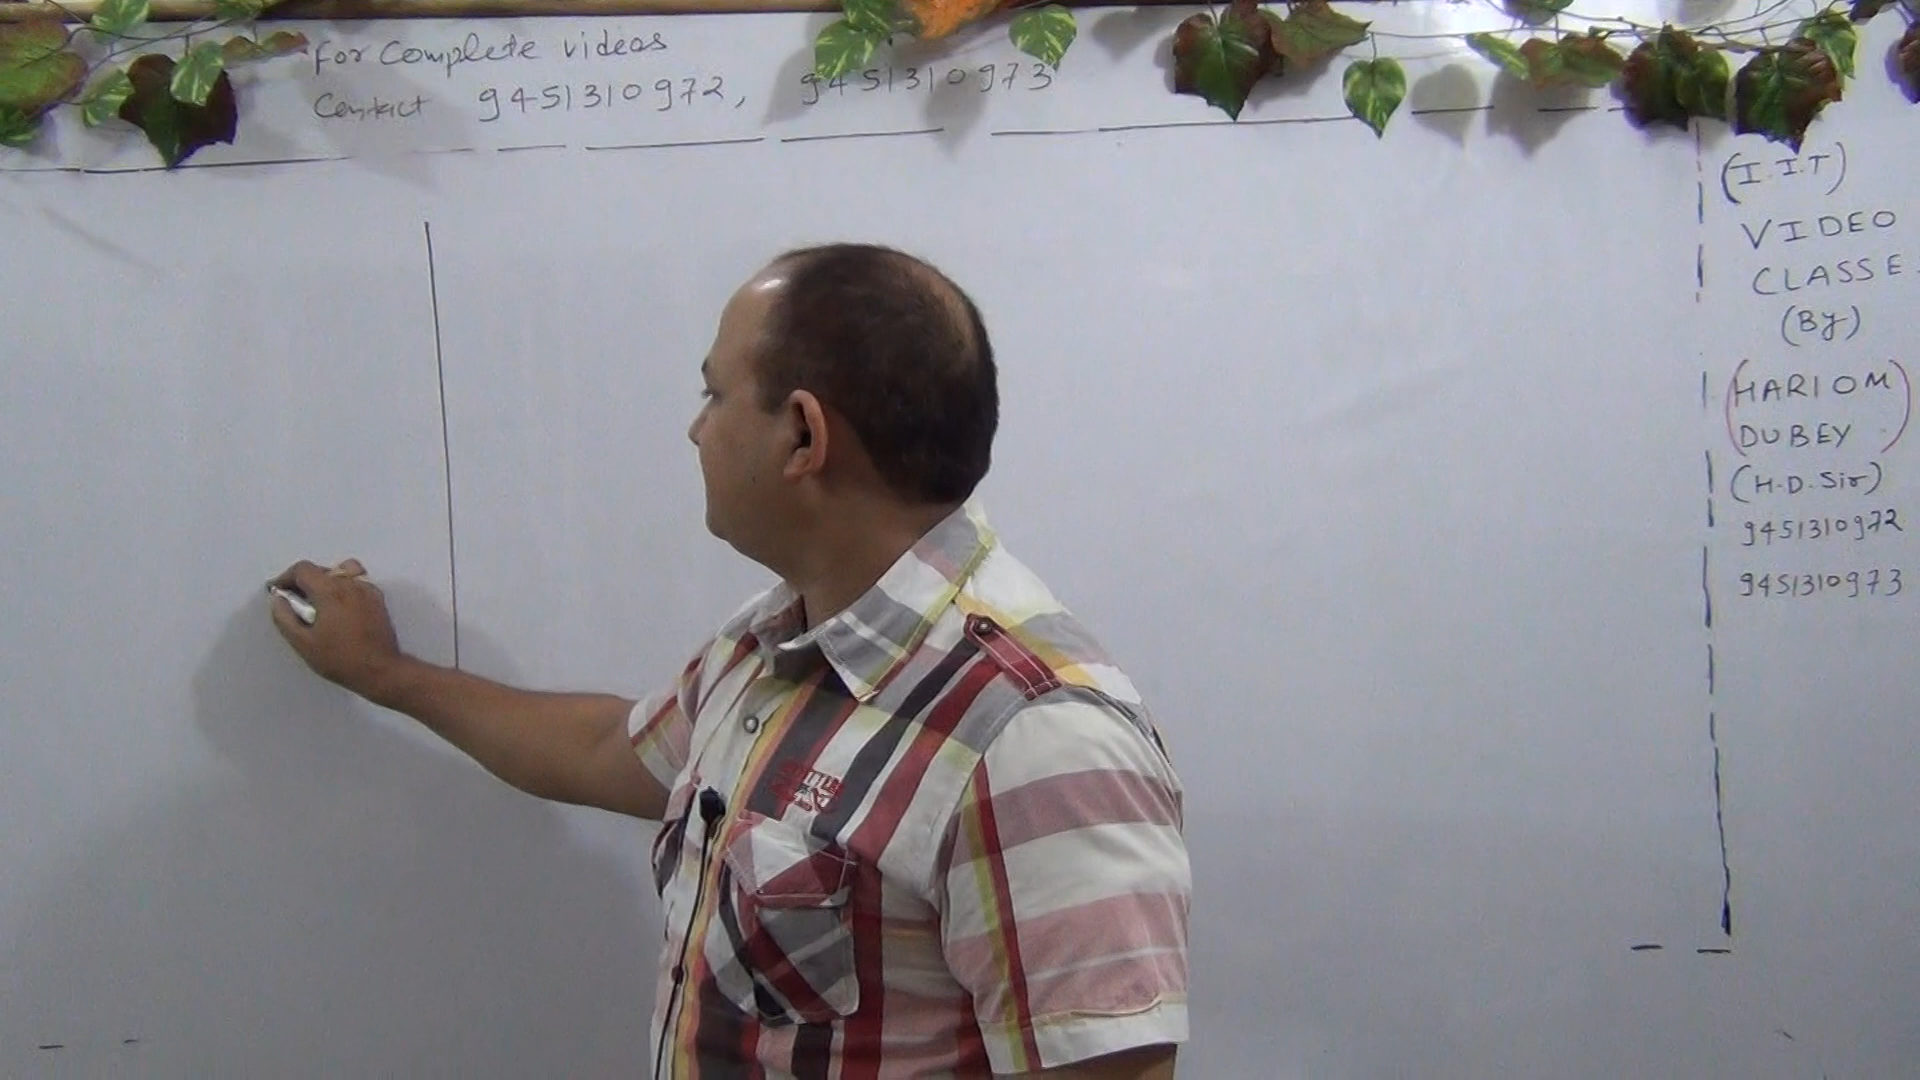 For Complete videos
Contact 9451310972, 9451310973
(I.I.T)
VIDEO
CLASSE
(By)
(HARIOM
DUBEY)
(H.D. Sir)
9451310972
9451310973